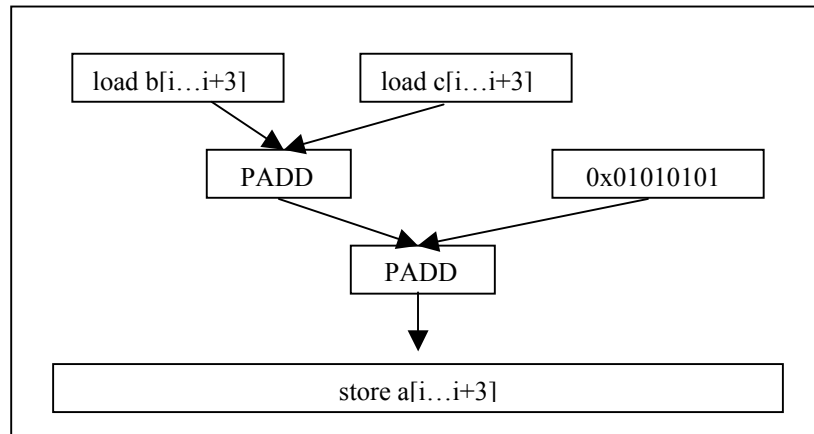 load b[i…i+3]
load c[i…i+3]
PADD
0x01010101
PADD
store a[i…i+3]